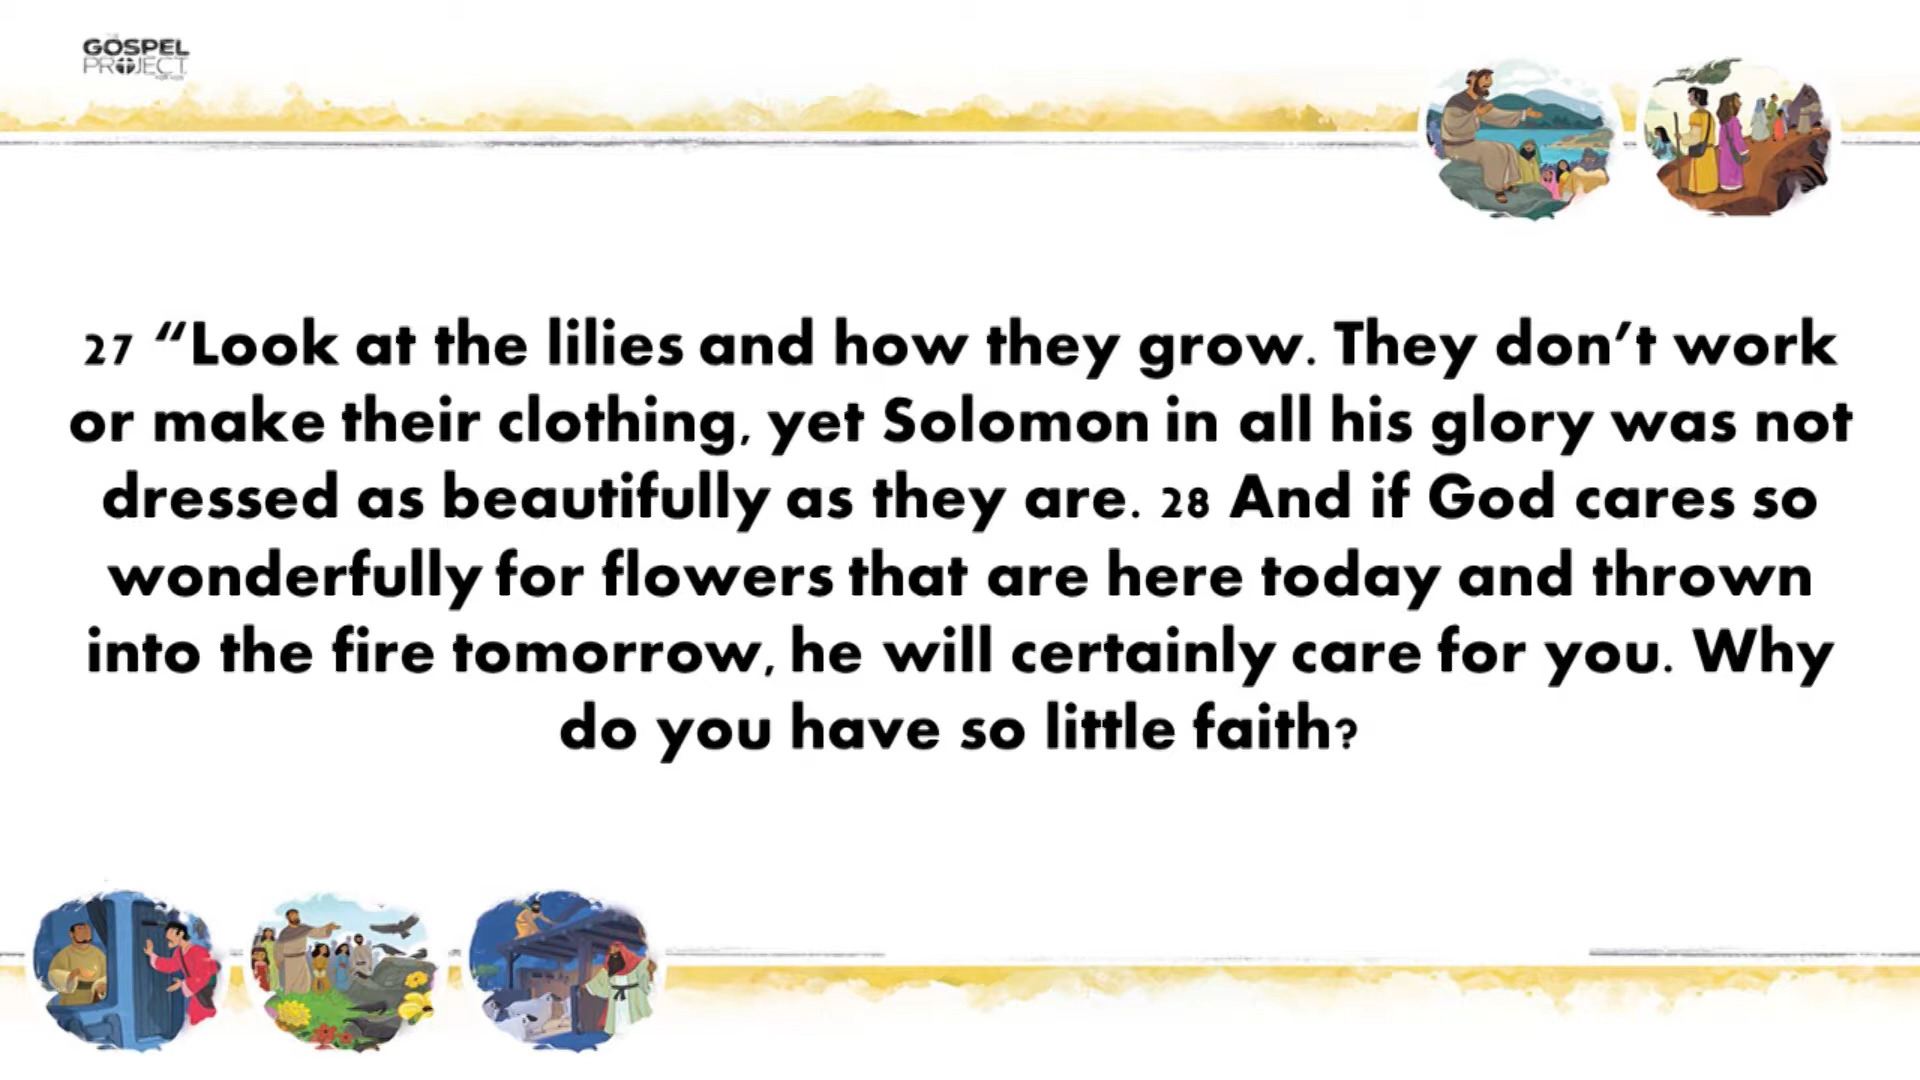 THE
GOSPEL
PROJECT
FOR KIDS
27 “Look at the lilies and how they grow. They don’t work
or make their clothing, yet Solomon in all his glory was not
dressed as beautifully as they are. 28 And if God cares so
wonderfully for flowers that are here today and thrown
into the fire tomorrow, he will certainly care for you. Why
do you have so little faith?